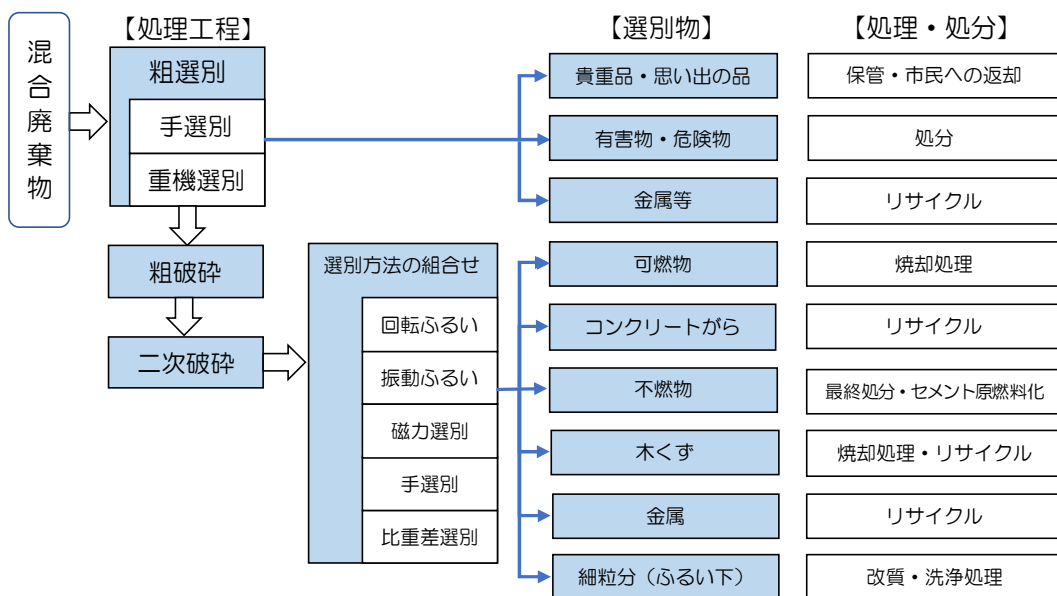 混合廃棄物
【処理工程】
粗選別
手選別
重機選別
粗破砕
二次破砕
選別方法の組合せ
回転ふるい
振動ふるい
磁力選別
手選別
比重差選別
【選別物】
【処理・処分】
貴重品・思い出の品
保管・市民への返却
有害物・危険物
処分
金属等
リサイクル
可燃物
焼却処理
コンクリートがら
リサイクル
不燃物
最終処分・セメント原燃料化
木くず
焼却処理・リサイクル
金属
リサイクル
細粒分（ふるい下）
改質・洗浄処理